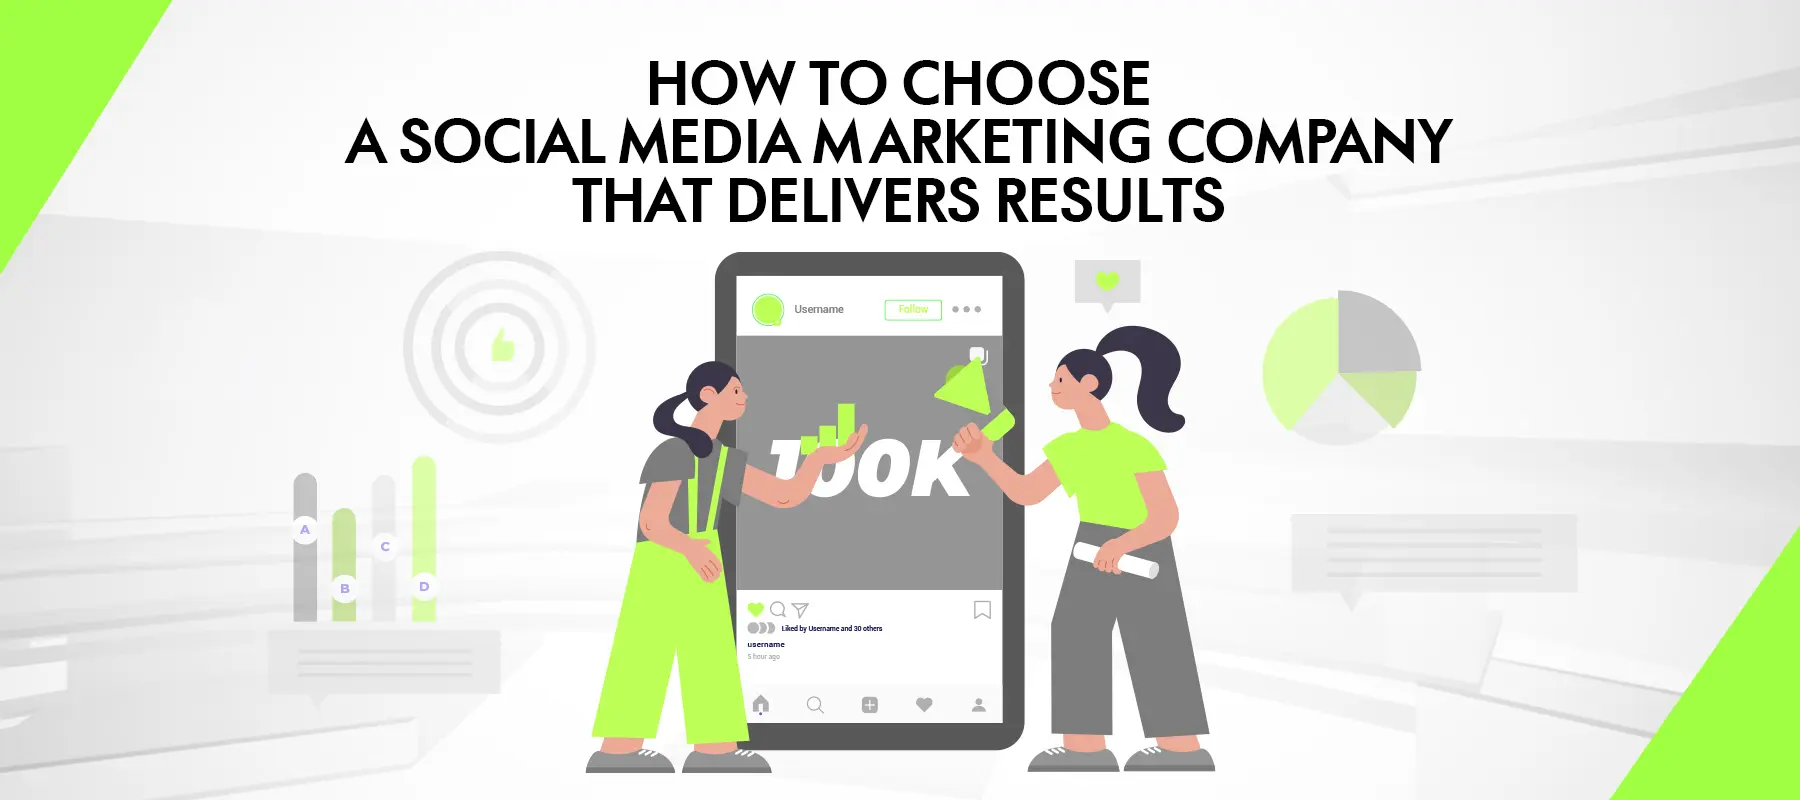 HOW TO CHOOSE
A SOCIAL MEDIA MARKETING COMPANY
THAT DELIVERS RESULTS
Username
Follow
100K
A
B
C
D
Liked by Username and 30 others
username
5 hour ago